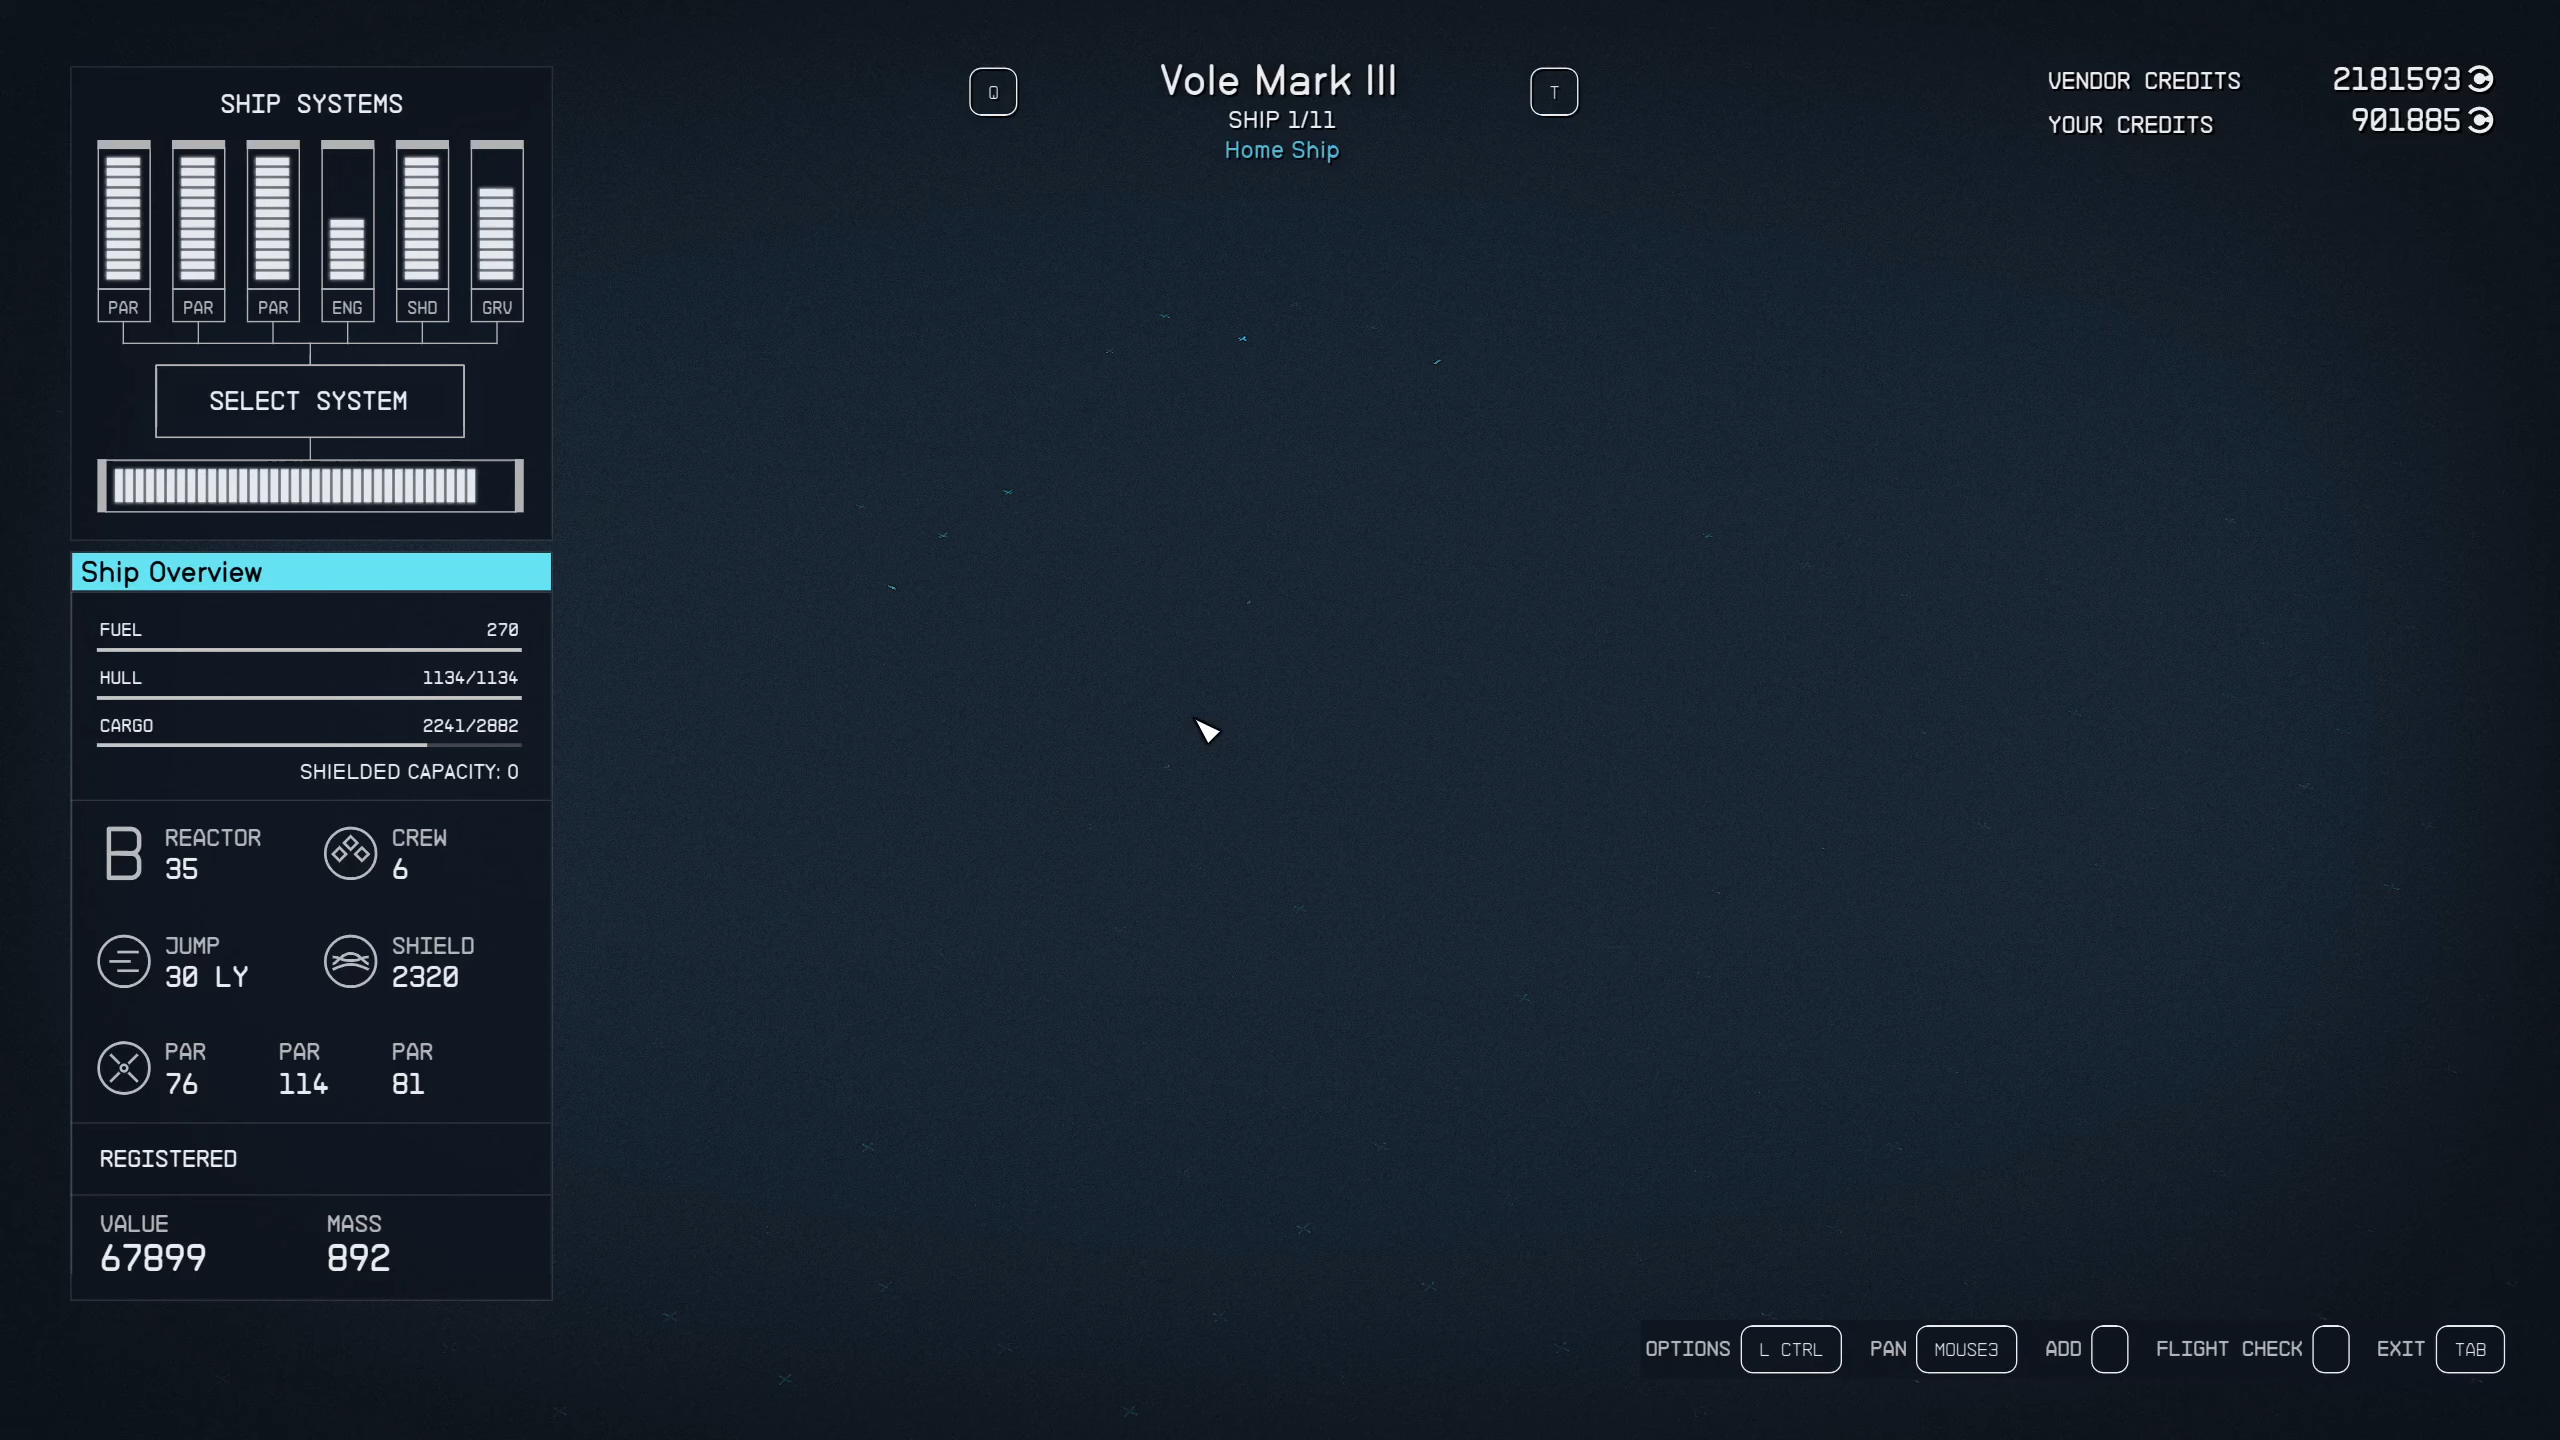 SHIP SYSTEMS
PAR PAR PAR ENG SHD GRV
SELECT SYSTEM
Q
Vole Mark III
T
SHIP 1/11
Home Ship
VENDOR CREDITS 2181593
YOUR CREDITS 901885
Ship Overview
FUEL 270
HULL 1134/1134
CARGO 2241/2882
SHIELDED CAPACITY: 0
B
REACTOR CREW
35 6
JUMP SHIELD
30 LY 2320
PAR PAR PAR
76 114 81
REGISTERED
VALUE MASS
67899 892
OPTIONS L CTRL PAN MOUSE3 ADD FLIGHT CHECK EXIT TAB